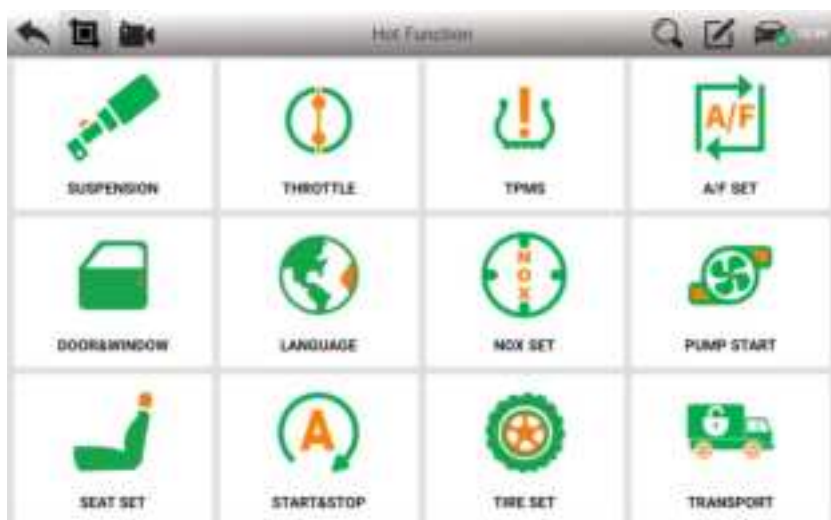 Hot Function
A/F
SUSPENSION
THROTTLE
TPMS
A/F SET
NOX
DOOR&WINDOW
LANGUAGE
NOX SET
PUMP START
A
SEAT SET
START&STOP
TIRE SET
TRANSPORT